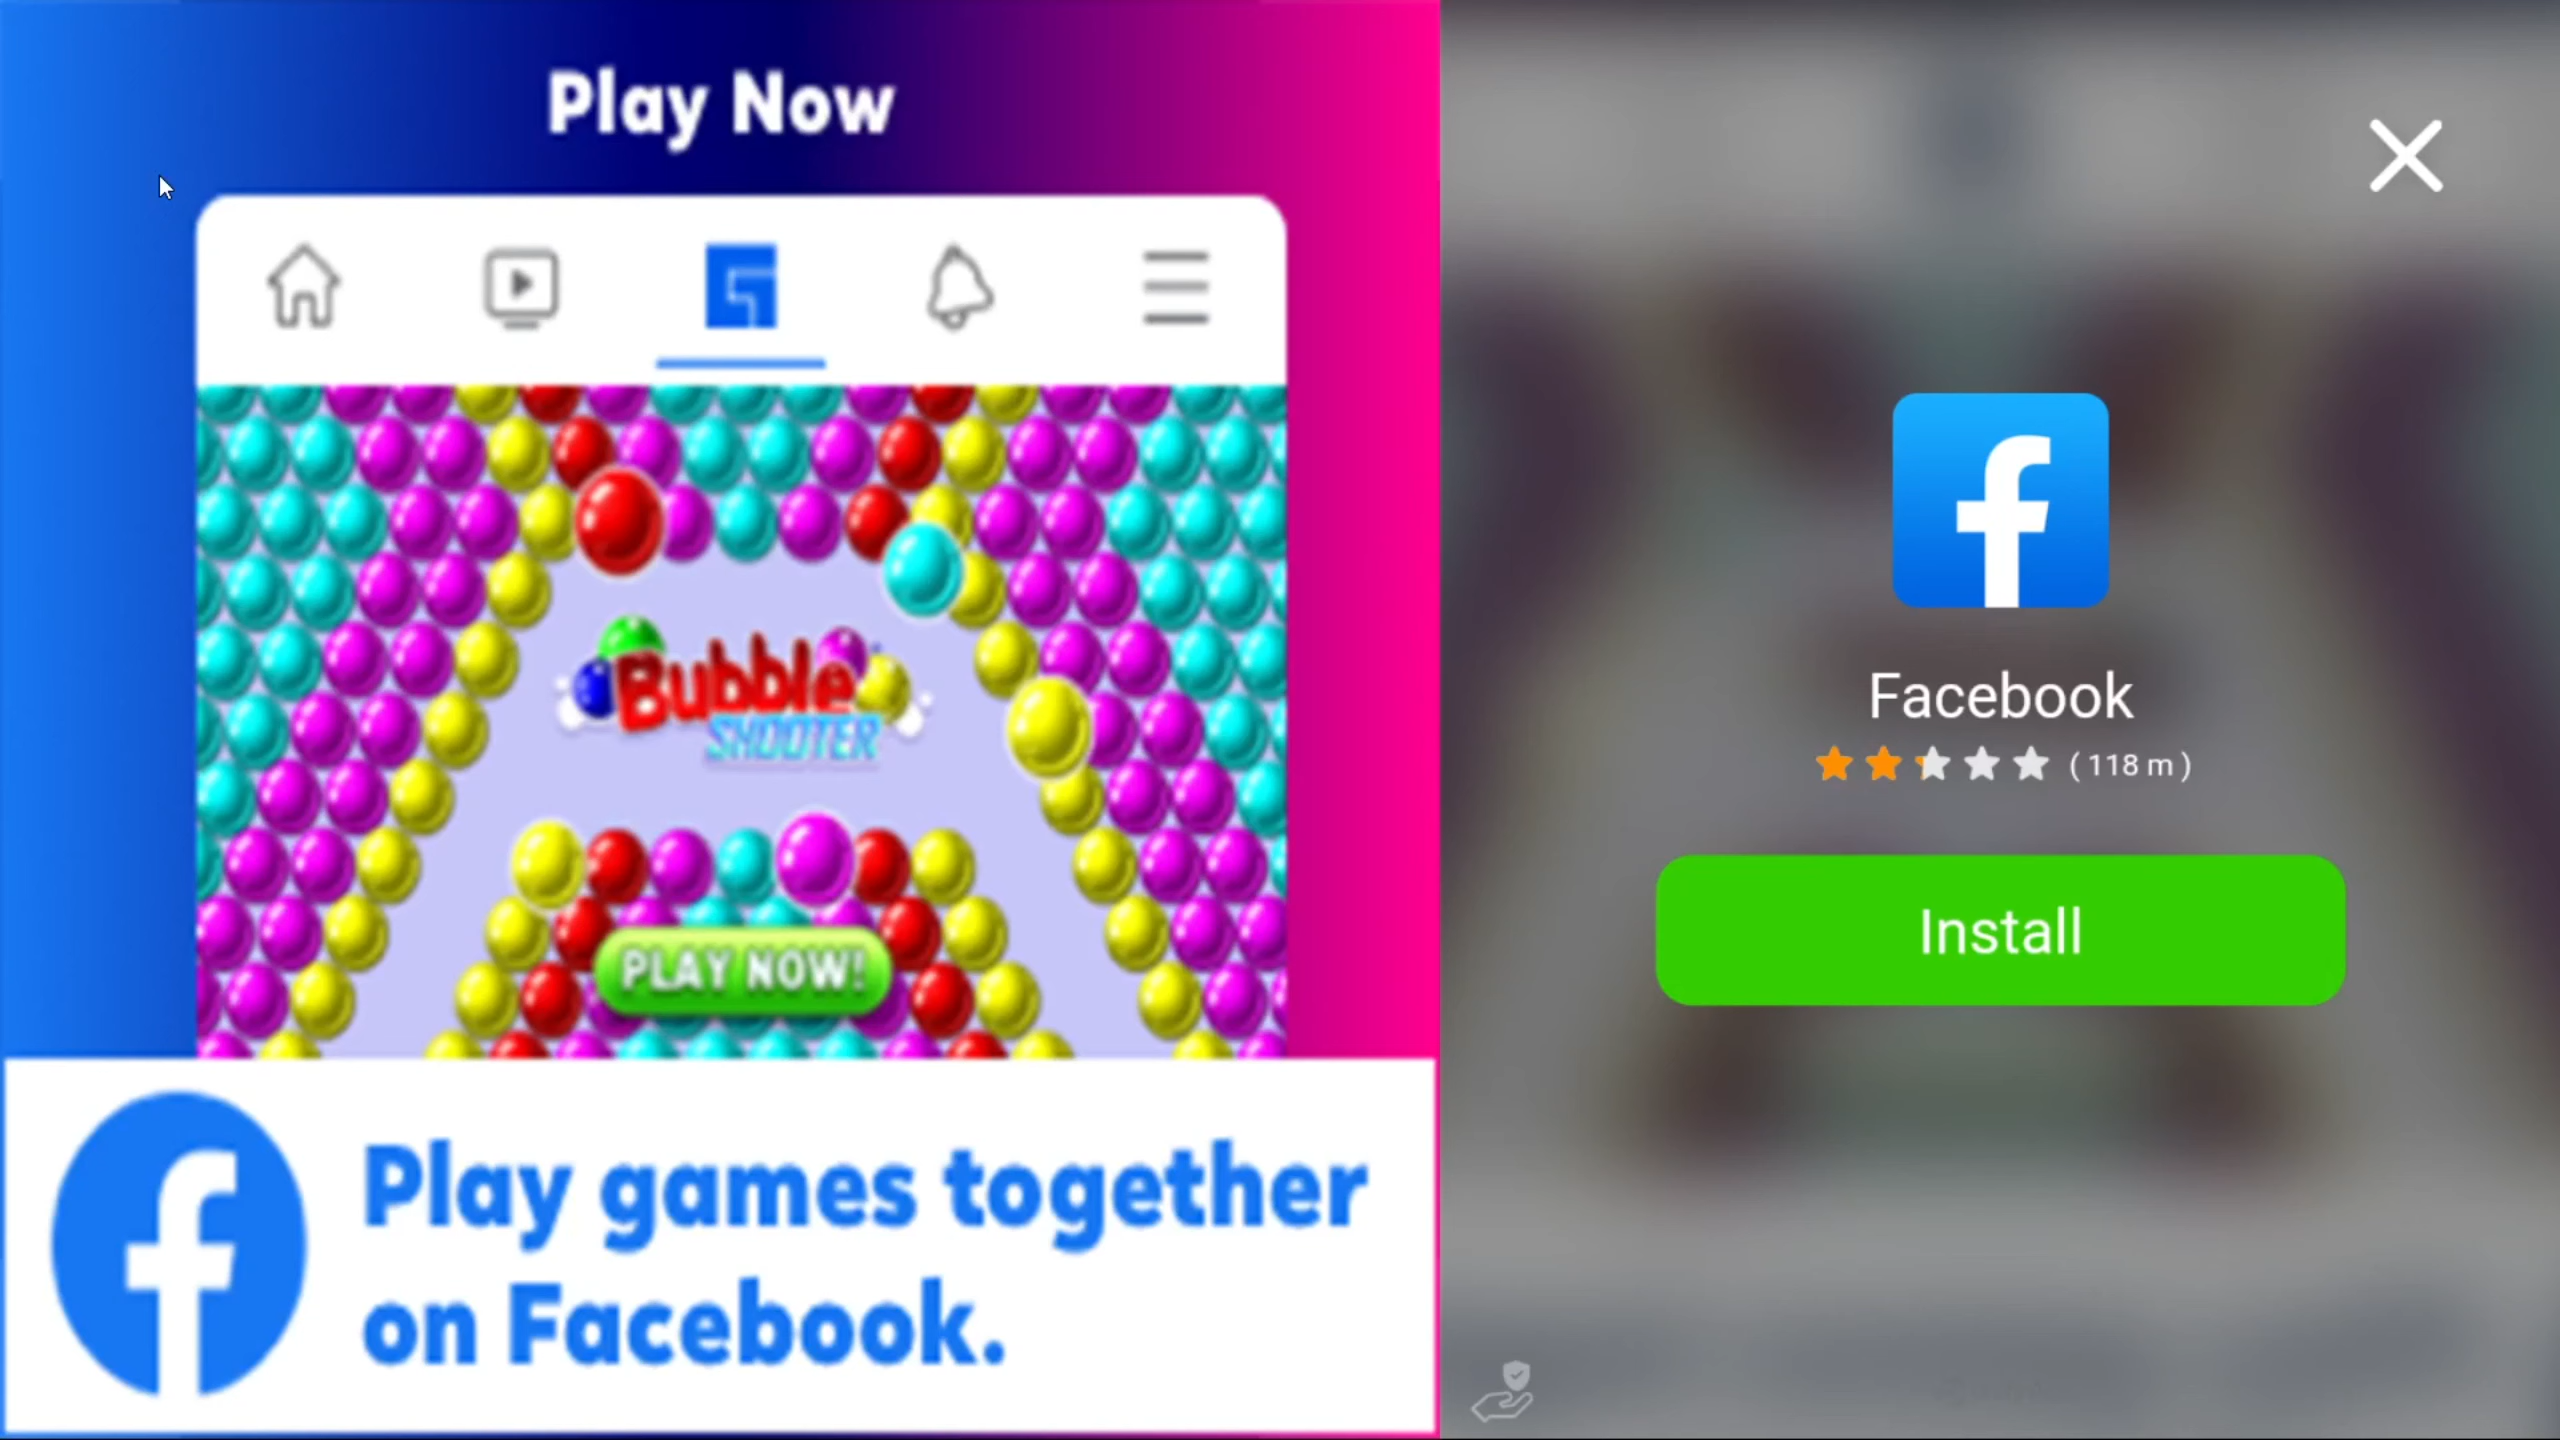 Play Now
Bubble
SHOOTER
PLAY NOW!
Play games together
on Facebook.
Facebook
( 118 m )
Install